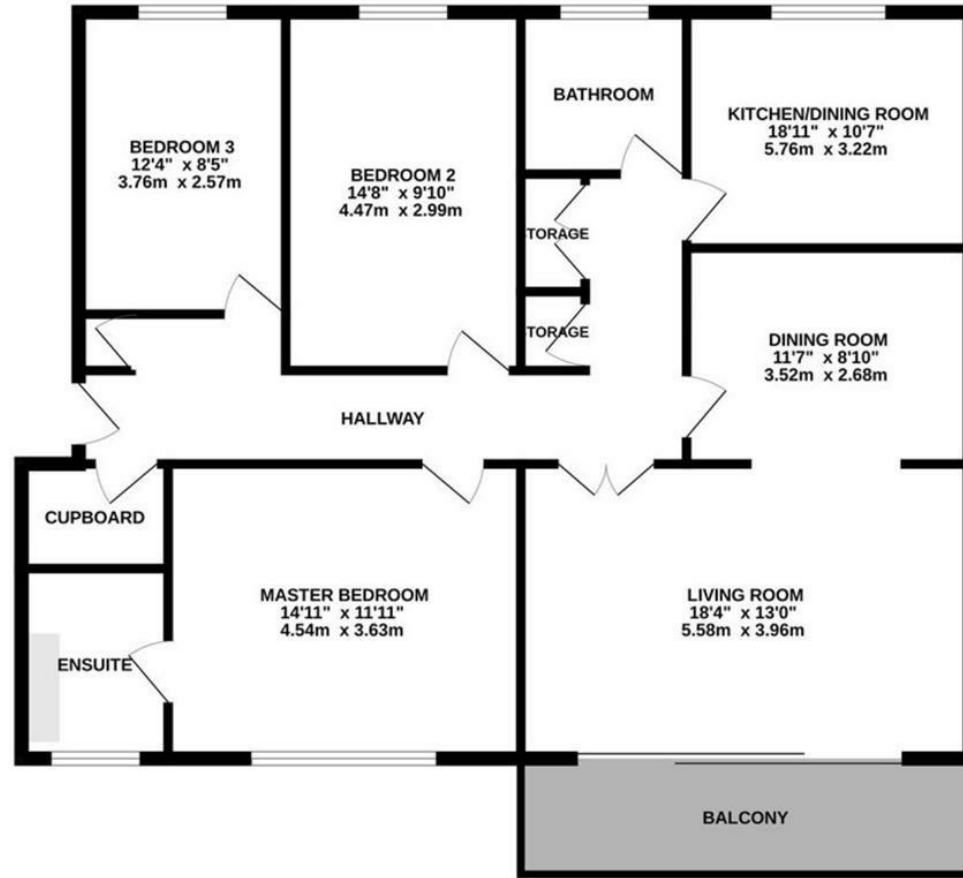 BEDROOM 3
12'4" x 8'5"
3.76m x 2.57m
BEDROOM 2
14'8" x 9'10"
4.47m x 2.99m
BATHROOM
KITCHEN/DINING ROOM
18'11" x 10'7"
5.76m x 3.22m
TORAGE
TORAGE
DINING ROOM
11'7" x 8'10"
3.52m x 2.68m
HALLWAY
CUPBOARD
ENSUITE
MASTER BEDROOM
14'11" x 11'11"
4.54m x 3.63m
LIVING ROOM
18'4" x 13'0"
5.58m x 3.96m
BALCONY